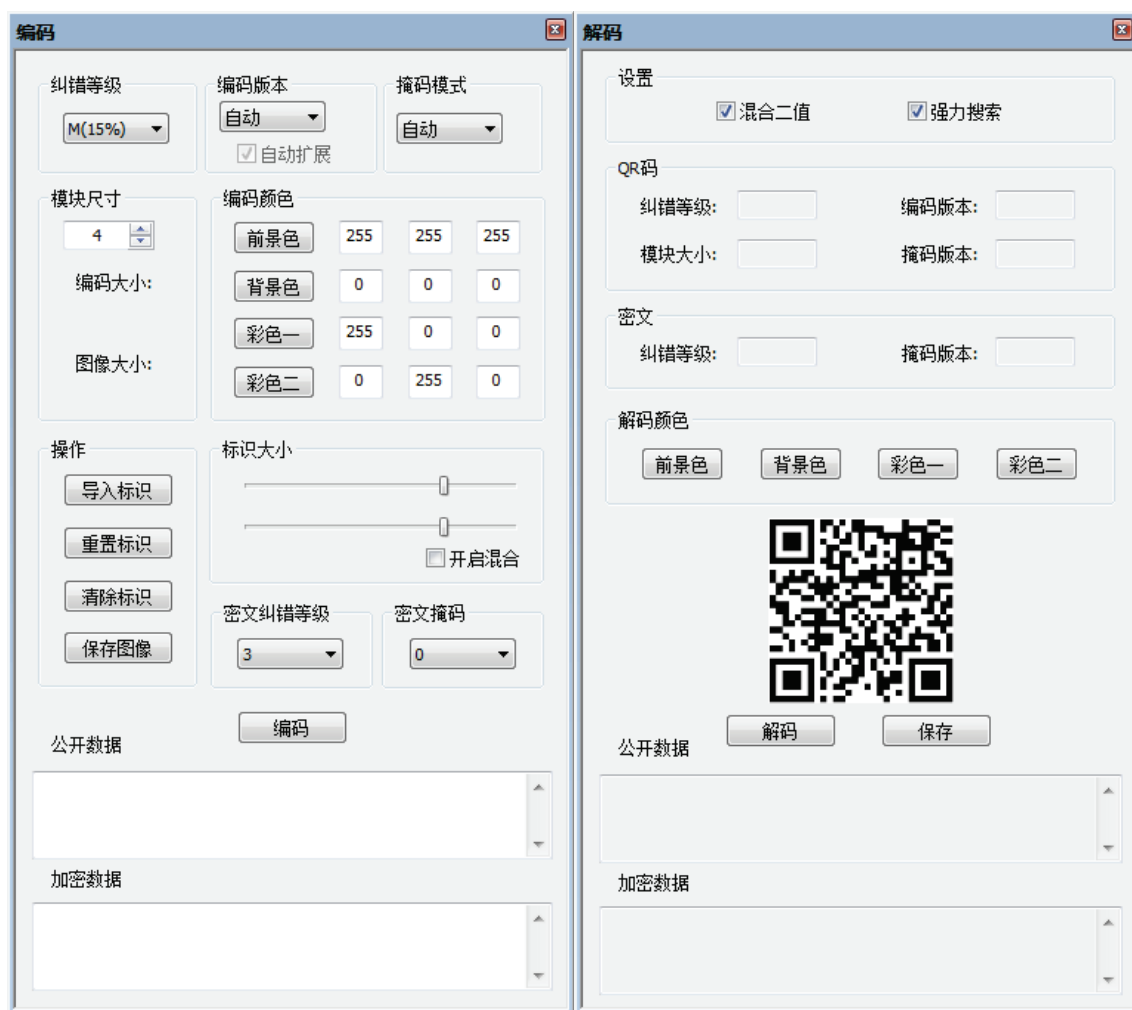 编码
纠错等级
编码版本
掩码模式
M(15%)
自动
自动
自动扩展
模块尺寸
编码颜色
4
前景色 255 255 255
编码大小:
背景色 0 0 0
彩色一 255 0 0
图像大小:
彩色二 0 255 0
操作
标识大小
导入标识
重置标识
开启混合
清除标识
密文纠错等级
密文掩码
保存图像
3
0
编码
公开数据
加密数据
解码
设置
混合二值
强力搜索
QR码
纠错等级:
编码版本:
模块大小:
掩码版本:
密文
纠错等级:
掩码版本:
解码颜色
前景色
背景色
彩色一
彩色二
解码
保存
公开数据
加密数据